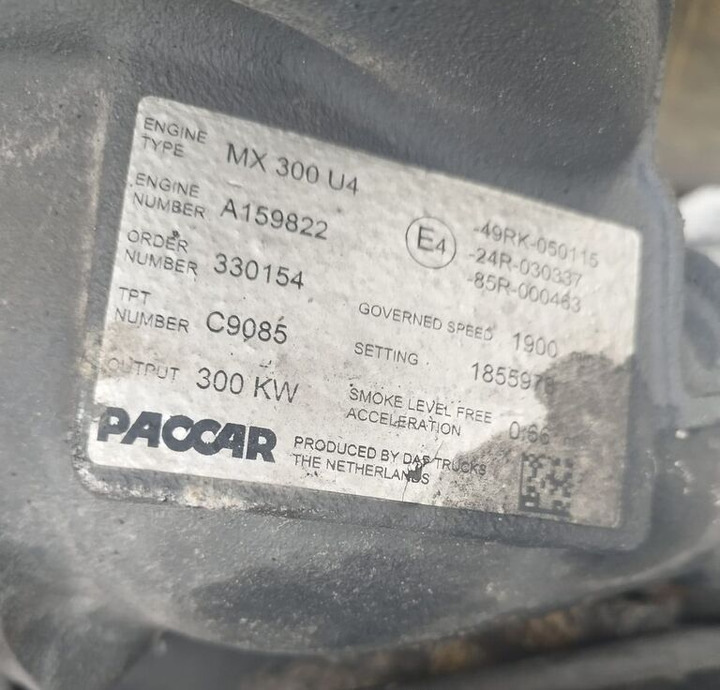 ENGINE TYPE MX 300 U4
ENGINE NUMBER A159822
ORDER NUMBER 330154
TPT NUMBER C9085
OUTPUT 300 KW
E4
-49RK-050115
-24R-030337
-85R-000463
GOVERNED SPEED 1900
SETTING
SMOKE LEVEL FREE
ACCELERATION 0.66
PACCAR
PRODUCED BY DAF TRUCKS
THE NETHERLANDS